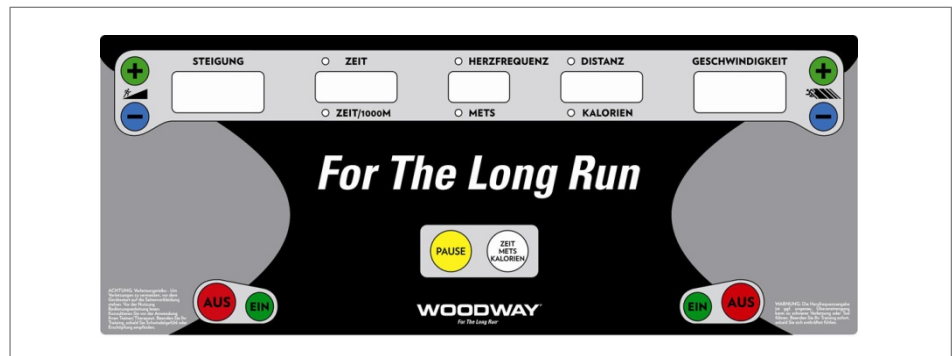 STEIGUNG
ZEIT
HERZFREQUENZ
DISTANZ
GESCHWINDIGKEIT
ZEIT/1000M
METS
KALORIEN
For The Long Run
PAUSE
ZEIT
METS
KALORIEN
AUS
EIN
EIN
AUS
WOODWAY
For The Long Run